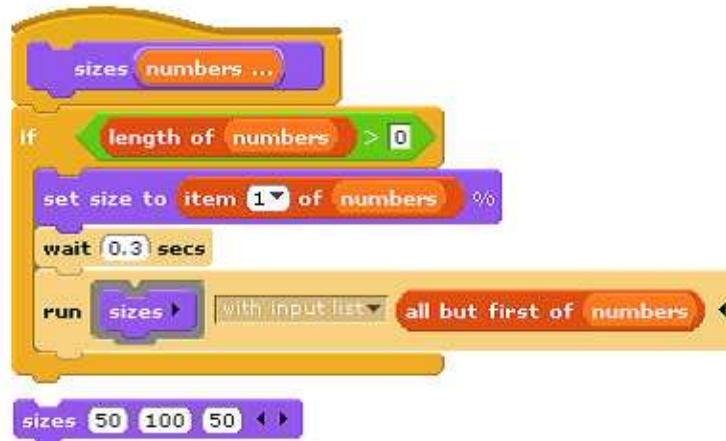 sizes numbers ...
if length of numbers > 0
set size to item 1 of numbers %
wait 0.3 secs
run sizes with input list all but first of numbers
sizes 50 100 50